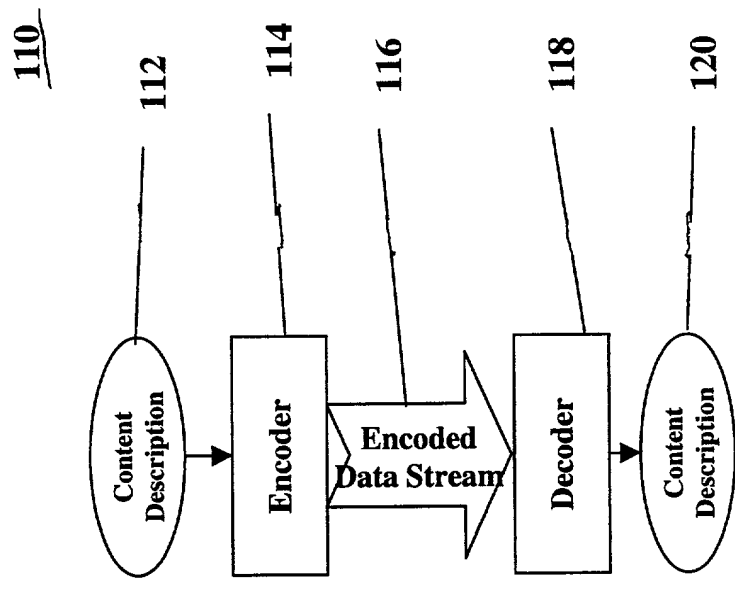 110
112
114
116
118
120
Content
Description
Encoder
Encoded
Data Stream
Decoder
Content
Description